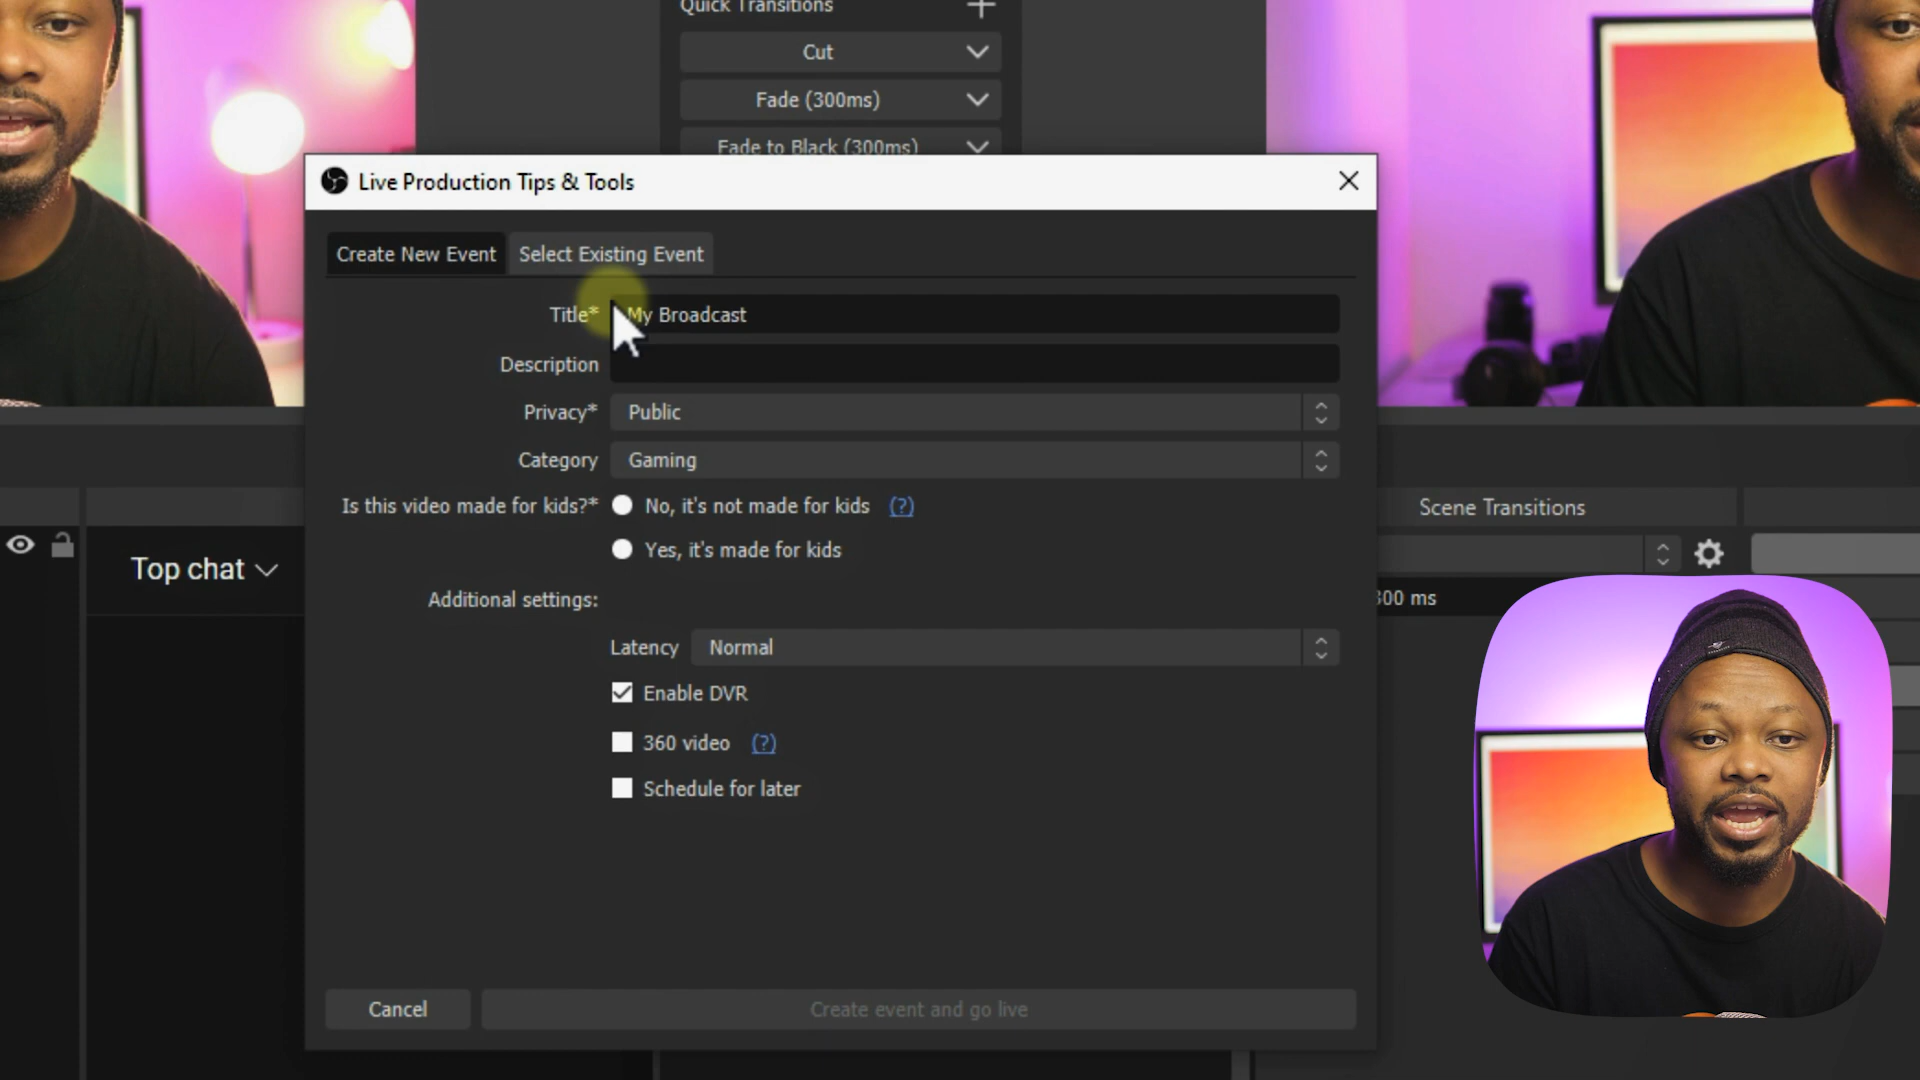 Quick Transitions
Cut
Fade (300ms)
Fade to Black (300ms)
Live Production Tips & Tools
Create New Event
Select Existing Event
Title*
My Broadcast
Description
Privacy*
Public
Category
Gaming
Is this video made for kids?*
No, it's not made for kids
(?)
Yes, it's made for kids
Additional settings:
Latency
Normal
Enable DVR
360 video
(?)
Schedule for later
Cancel
Create event and go live
Top chat
Scene Transitions
300 ms